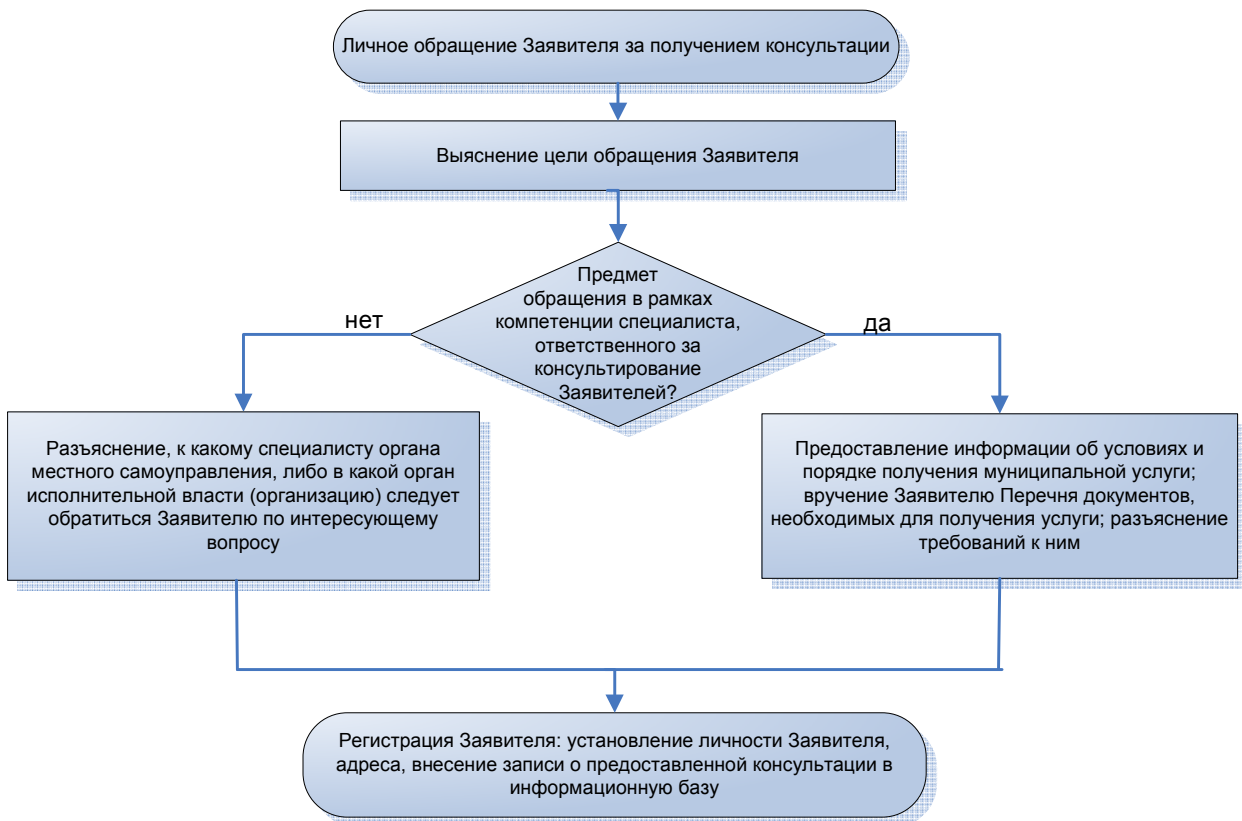 Личное обращение Заявителя за получением консультации
Выяснение цели обращения Заявителя
Предмет
обращения в рамках
компетенции специалиста,
ответственного за
консультирование
Заявителей?
нет
да
Разъяснение, к какому специалисту органа
местного самоуправления, либо в какой орган
исполнительной власти (организацию) следует
обратиться Заявителю по интересующему
вопросу
Предоставление информации об условиях и
порядке получения муниципальной услуги;
вручение Заявителю Перечня документов,
необходимых для получения услуги; разъяснение
требований к ним
Регистрация Заявителя: установление личности Заявителя,
адреса, внесение записи о предоставленной консультации в
информационную базу